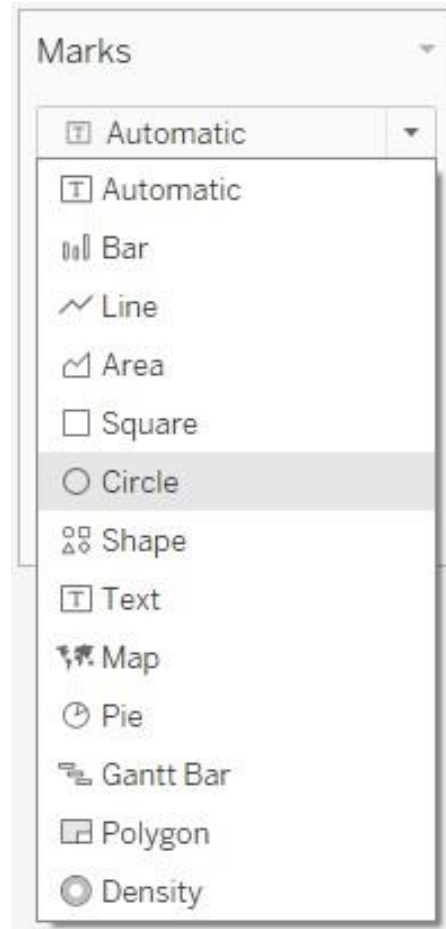 Marks
Automatic
Automatic
Bar
Line
Area
Square
Circle
Shape
Text
Map
Pie
Gantt Bar
Polygon
Density